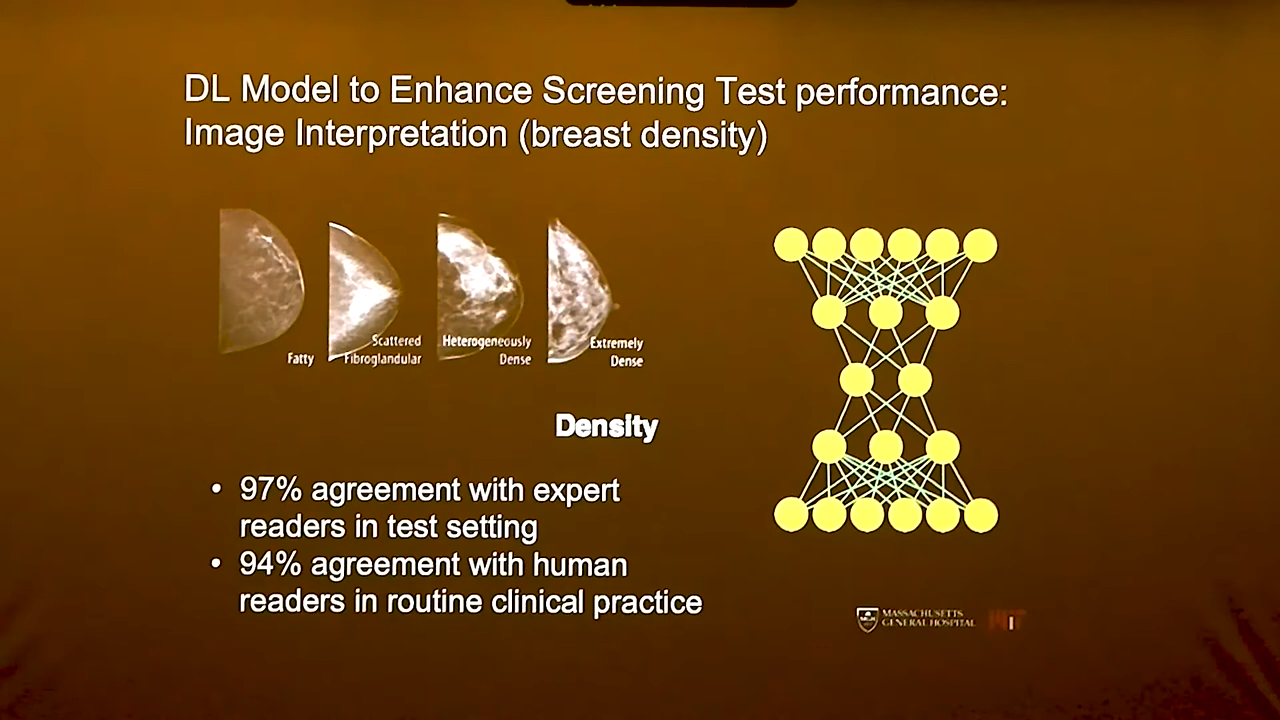 DL Model to Enhance Screening Test performance:
Image Interpretation (breast density)
Fatty
Scattered
Fibroglandular
Heterogeneously
Dense
Extremely
Dense
Density
• 97% agreement with expert
readers in test setting
• 94% agreement with human
readers in routine clinical practice
MASSACHUSETTS
GENERAL HOSPITAL
MIT